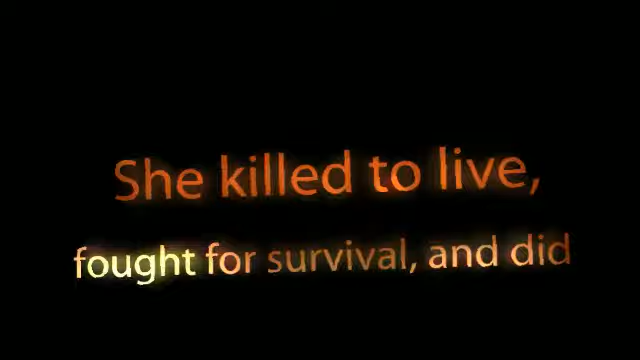 She killed to live,
fought for survival, and did